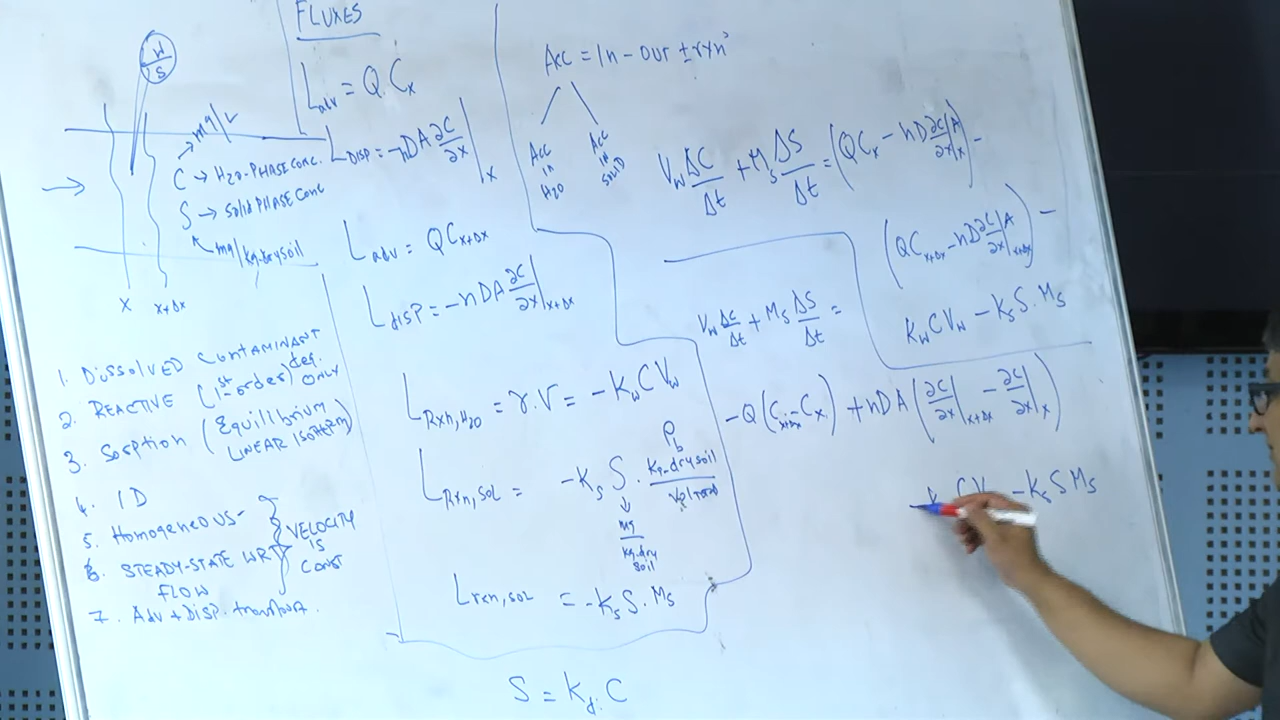 W
S
mg/L
C → H2O-PHASE CONC.
S → Solid PHASE CONC
mg/kg-dry soil
X
x+Δx
1. DISSOLVED CONTAMINANT
2. REACTIVE (1st-order) deg. ONLY
3. Sorption (Equilibrium LINEAR ISOTHERM)
4. 1D
5. Homogeneous
6. STEADY-STATE WRT FLOW
VELOCITY IS CONST
7. Adv + DISP. transport.
FLUXES
L_adv = Q.C_x
L_DISP = -nDA ∂C/∂x |_x
L_adv = QC_x+Δx
L_DISP = -nDA ∂C/∂x |_x+Δx
L_Rxn,H2O = r.V = -K_w C V_w
ρ_b
L_Rxn,sol = -K_s S . kg-dry soil
mg/kg.dry soil
L_rxn,sol = -K_s S. M_s
S = K_d. C
Acc = In - Out ± rxn
Acc IN H2O
Acc IN SOLID
V_w ΔC/Δt + M_s ΔS/Δt = (QC_x - nD ∂C/∂x |_x A) -
(QC_x+Δx - nD ∂C/∂x |_x+Δx A) -
K_w C V_w - K_s S. M_s
V_w ΔC/Δt + M_s ΔS/Δt =
-Q(C_x+Δx - C_x) + nDA (∂C/∂x |_x+Δx - ∂C/∂x |_x)
- K_s S M_s